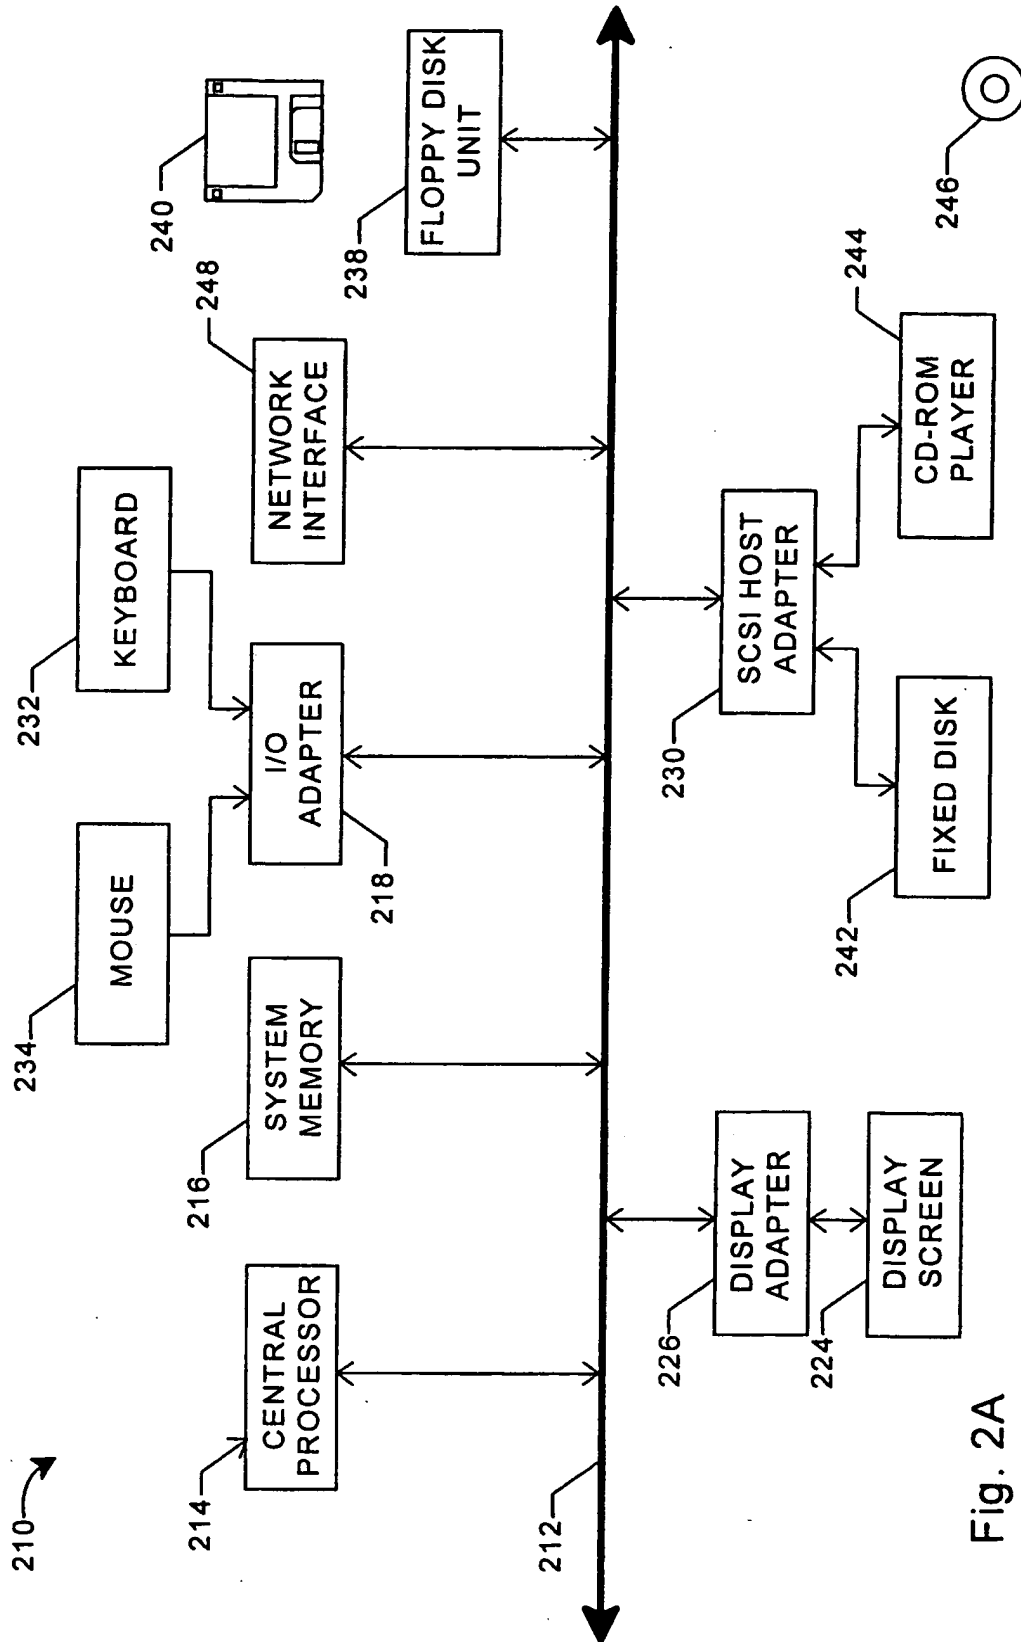 210
234
MOUSE
232
KEYBOARD
240
214
CENTRAL
PROCESSOR
216
SYSTEM
MEMORY
218
I/O
ADAPTER
248
NETWORK
INTERFACE
238
FLOPPY DISK
UNIT
212
226
DISPLAY
ADAPTER
230
SCSI HOST
ADAPTER
224
DISPLAY
SCREEN
242
FIXED DISK
244
CD-ROM
PLAYER
246
Fig. 2A